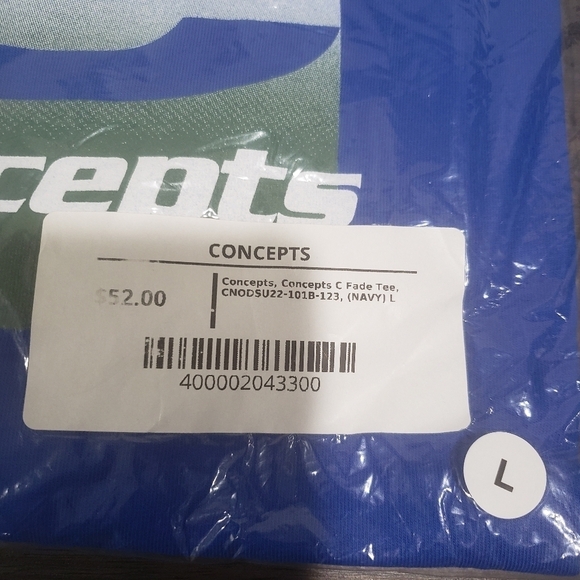 cepts
CONCEPTS
$52.00
Concepts, Concepts C Fade Tee,
CNODSU22-101B-123, (NAVY) L
400002043300
L